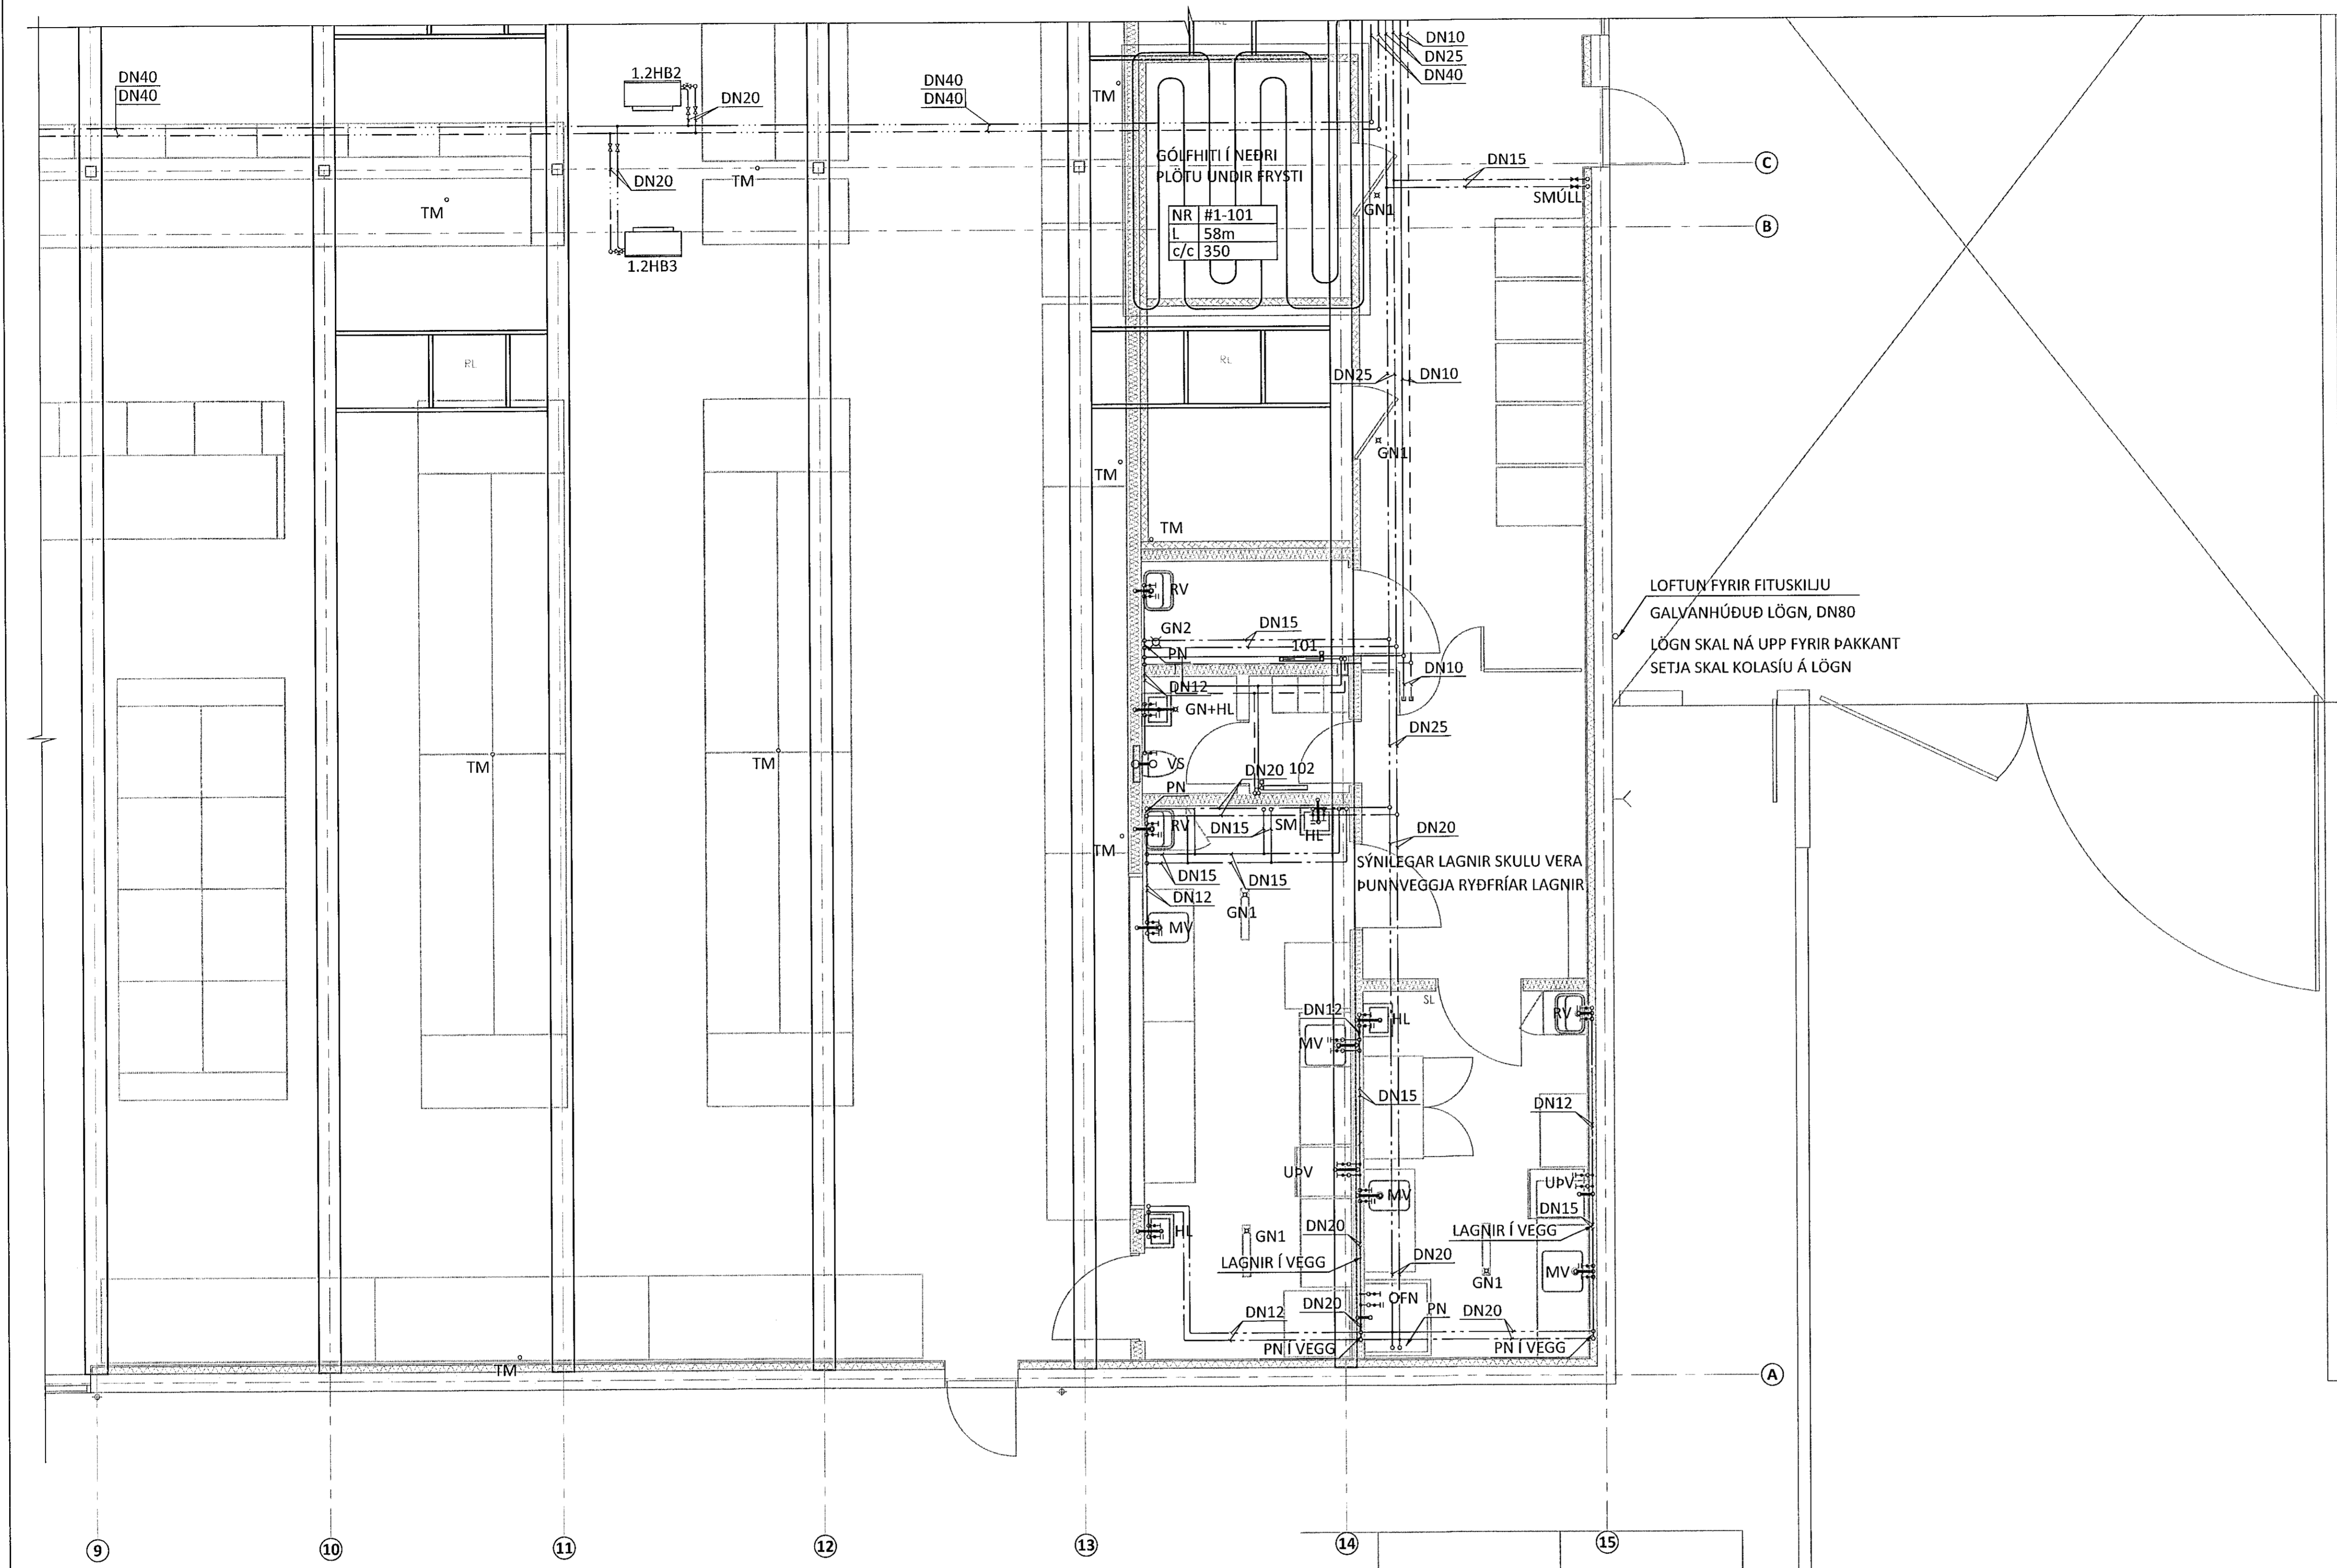 RL
DN10
DN25
DN40
DN40
DN40
1.2HB2
DN20
DN40
DN40
TM
GÓLFHITI Í NEÐRI
PLÖTU UNDIR FRYSTI
DN15
C
DN20
TM
TM
GN1
SMÚLL
NR #1-101
L 58m
c/c 350
B
1.2HB3
RL
RL
DN25
DN10
GN1
TM
TM
RV
LOFTUN FYRIR FITUSKILJU
GALVANHÚÐUÐ LÖGN, DN80
LÖGN SKAL NÁ UPP FYRIR ÞAKKANT
SETJA SKAL KOLASÍU Á LÖGN
GN2
DN15
PN
101
DN10
DN12
GN+HL
DN25
TM
TM
VS
DN20
102
PN
RV
DN15
SM
HL
DN20
TM
SÝNILEGAR LAGNIR SKULU VERA
ÞUNNVEGGJA RYÐFRÍAR LAGNIR
DN15
DN15
DN12
GN1
MV
SL
DN12
HL
RV
MV
DN15
DN12
UÞV
MV
UÞV
DN15
HL
GN1
DN20
LAGNIR Í VEGG
LAGNIR Í VEGG
DN20
GN1
MV
OFN
DN12
DN20
PN
DN20
PN Í VEGG
PN Í VEGG
TM
A
9
10
11
12
13
14
15